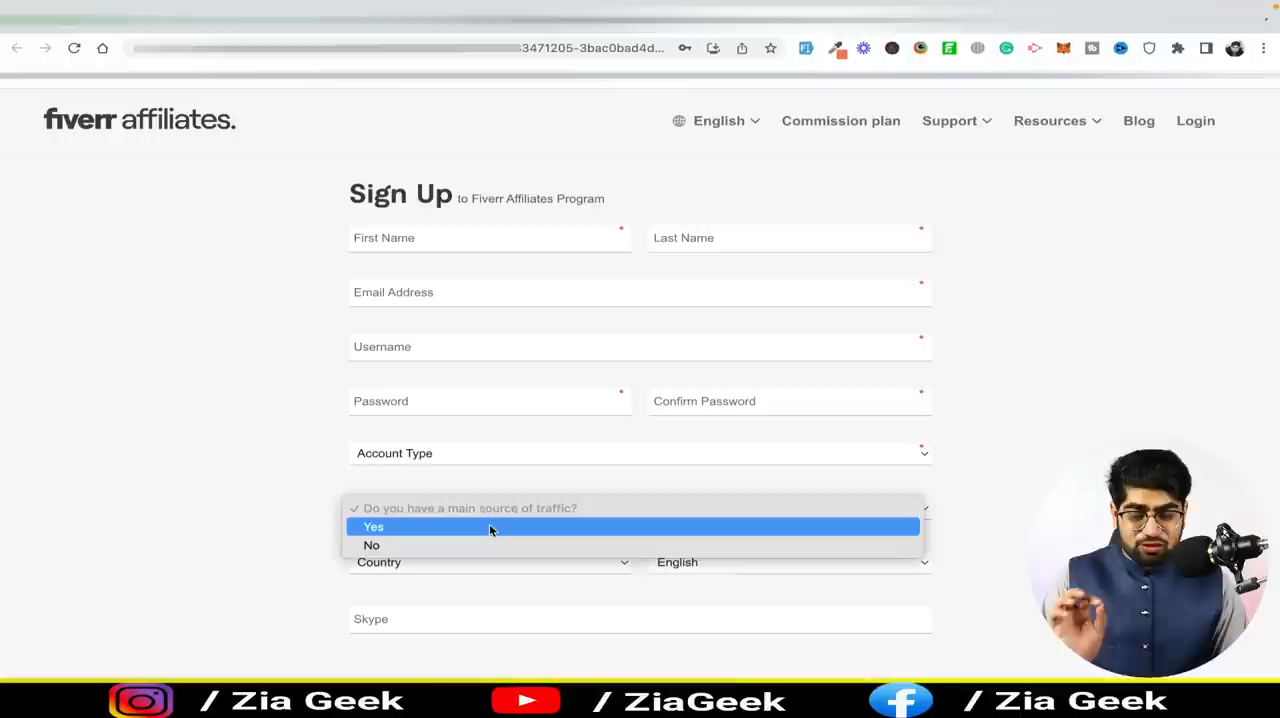 3471205-3bac0bad4d...
fiverr affiliates.
English
Commission plan
Support
Resources
Blog
Login
Sign Up to Fiverr Affiliates Program
First Name *
Last Name *
Email Address *
Username *
Password *
Confirm Password *
Account Type *
✓ Do you have a main source of traffic?
Yes
No
Country
English
Skype
/ Zia Geek
/ ZiaGeek
/ Zia Geek